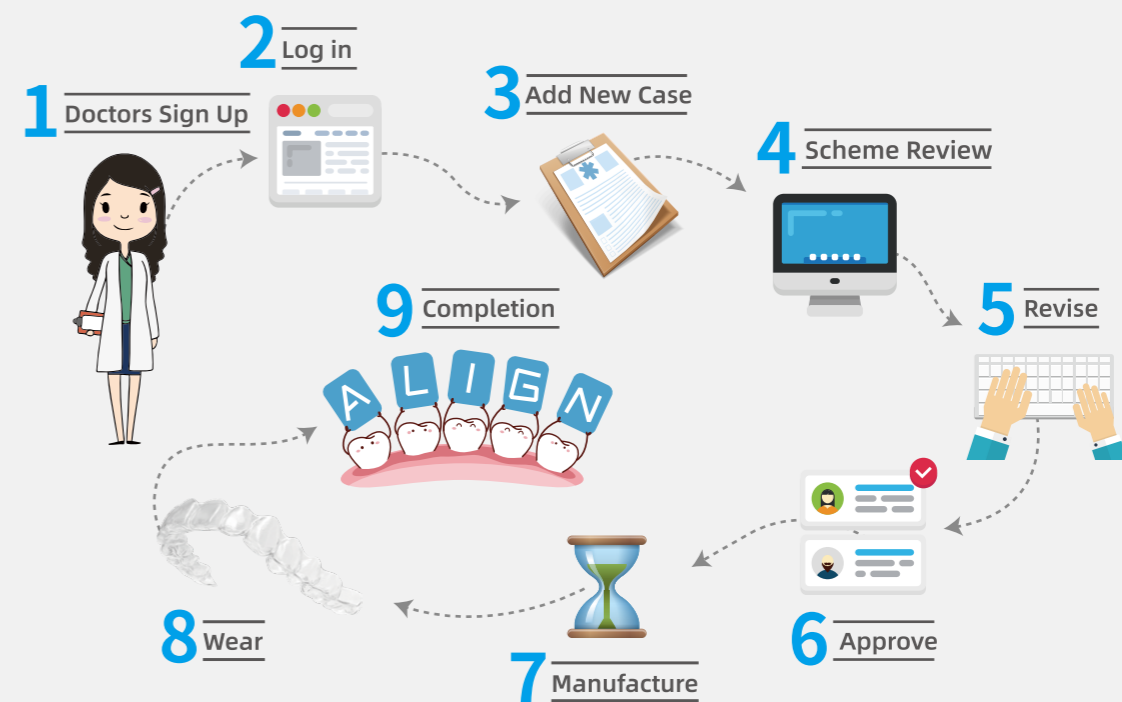 1 Doctors Sign Up
2 Log in
3 Add New Case
4 Scheme Review
5 Revise
6 Approve
7 Manufacture
8 Wear
9 Completion
A L I G N